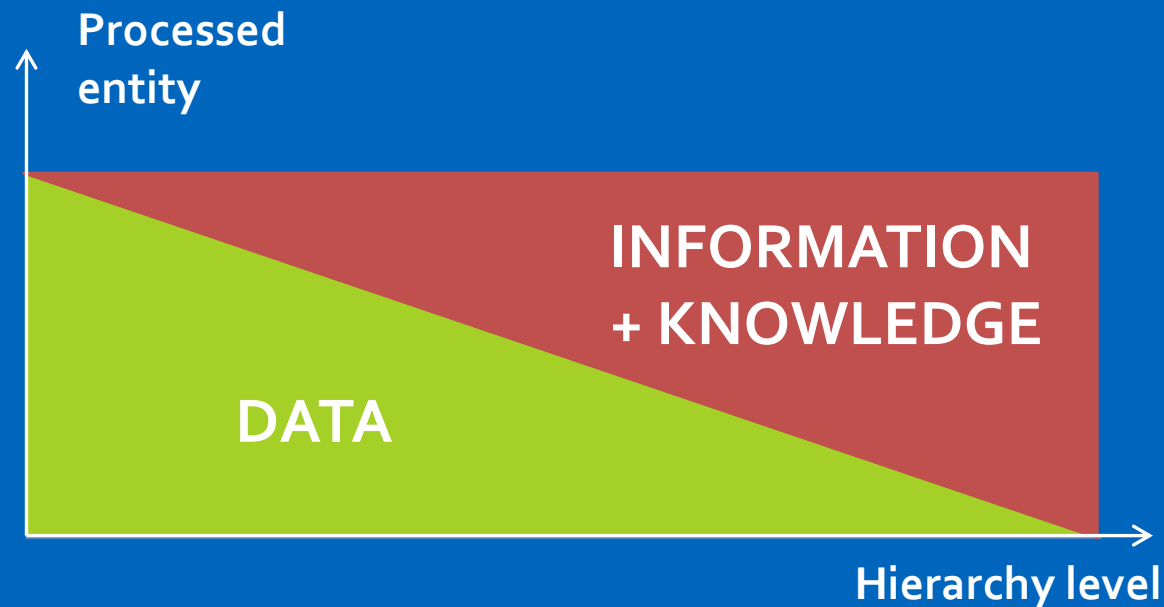 Processed
entity
INFORMATION
+ KNOWLEDGE
DATA
Hierarchy level